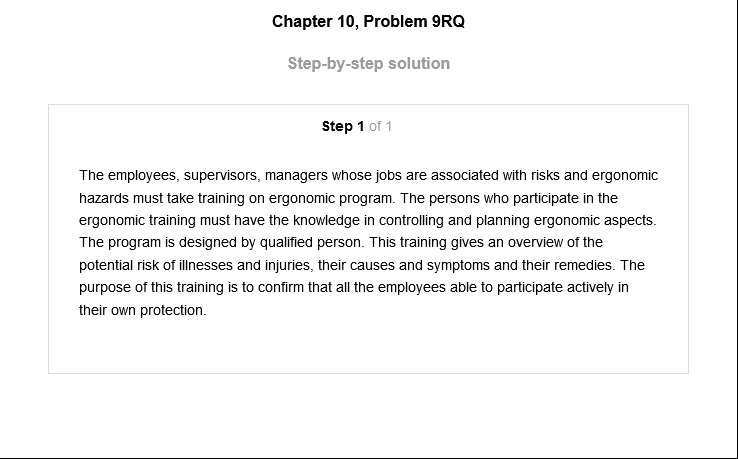 Chapter 10, Problem 9RQ
Step-by-step solution
Step 1 of 1
The employees, supervisors, managers whose jobs are associated with risks and ergonomic
hazards must take training on ergonomic program. The persons who participate in the
ergonomic training must have the knowledge in controlling and planning ergonomic aspects.
The program is designed by qualified person. This training gives an overview of the
potential risk of illnesses and injuries, their causes and symptoms and their remedies. The
purpose of this training is to confirm that all the employees able to participate actively in
their own protection.